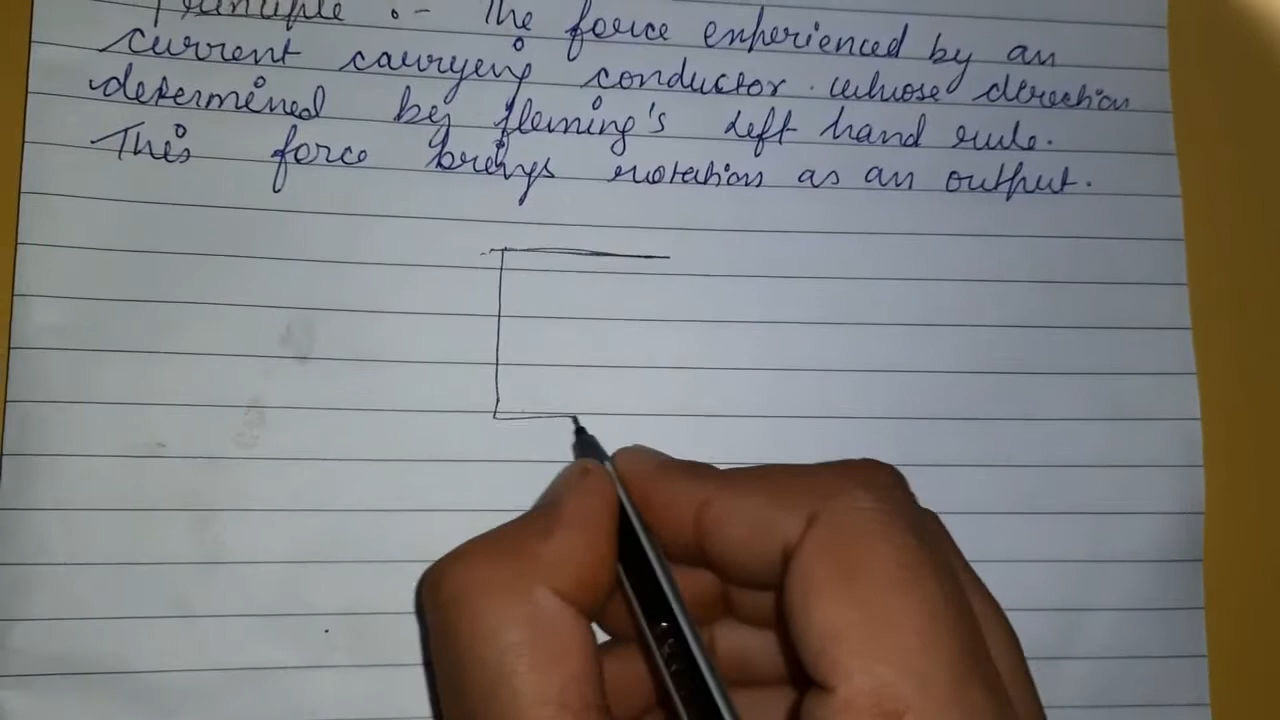 Principle :- The force experienced by an
current carrying conductor whose direction
determined by fleming's Left hand rule.
This force brings rotation as an output.